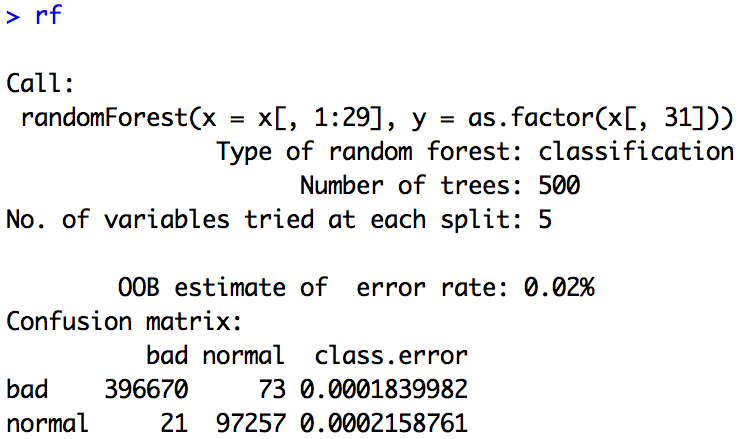 > rf
Call:
randomForest(x = x[, 1:29], y = as.factor(x[, 31]))
Type of random forest: classification
Number of trees: 500
No. of variables tried at each split: 5
OOB estimate of  error rate: 0.02%
Confusion matrix:
bad normal  class.error
bad    396670     73 0.0001839982
normal     21  97257 0.0002158761